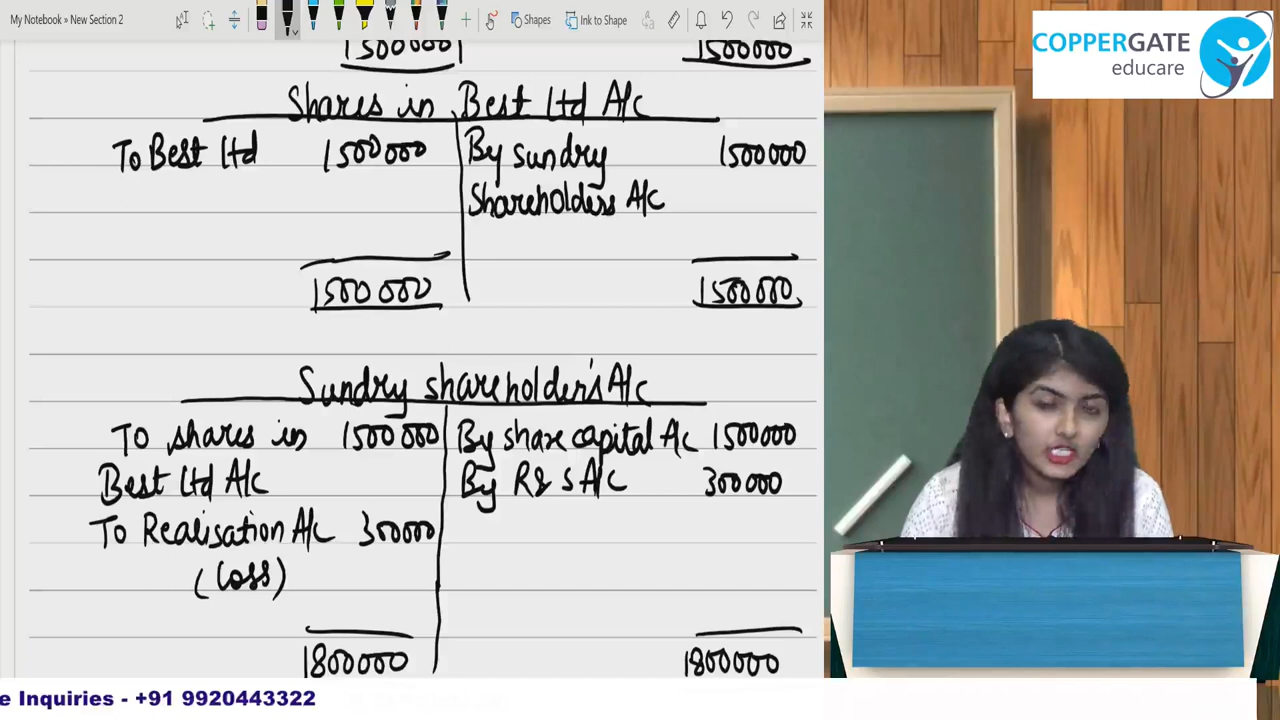 My Notebook » New Section 2
Shapes
Ink to Shape
COPPERGATE
educare
1500000
1500000
Shares in Best Ltd A/c
To Best Ltd 1500000 By Sundry 1500000
Shareholders A/c
1500000 1500000
Sundry shareholder's A/c
To shares in 1500000 By share capital Ac 1500000
Best Ltd A/c By R&S A/c 300000
To Realisation A/c 300000
(Loss)
1800000 1800000
e Inquiries - +91 9920443322